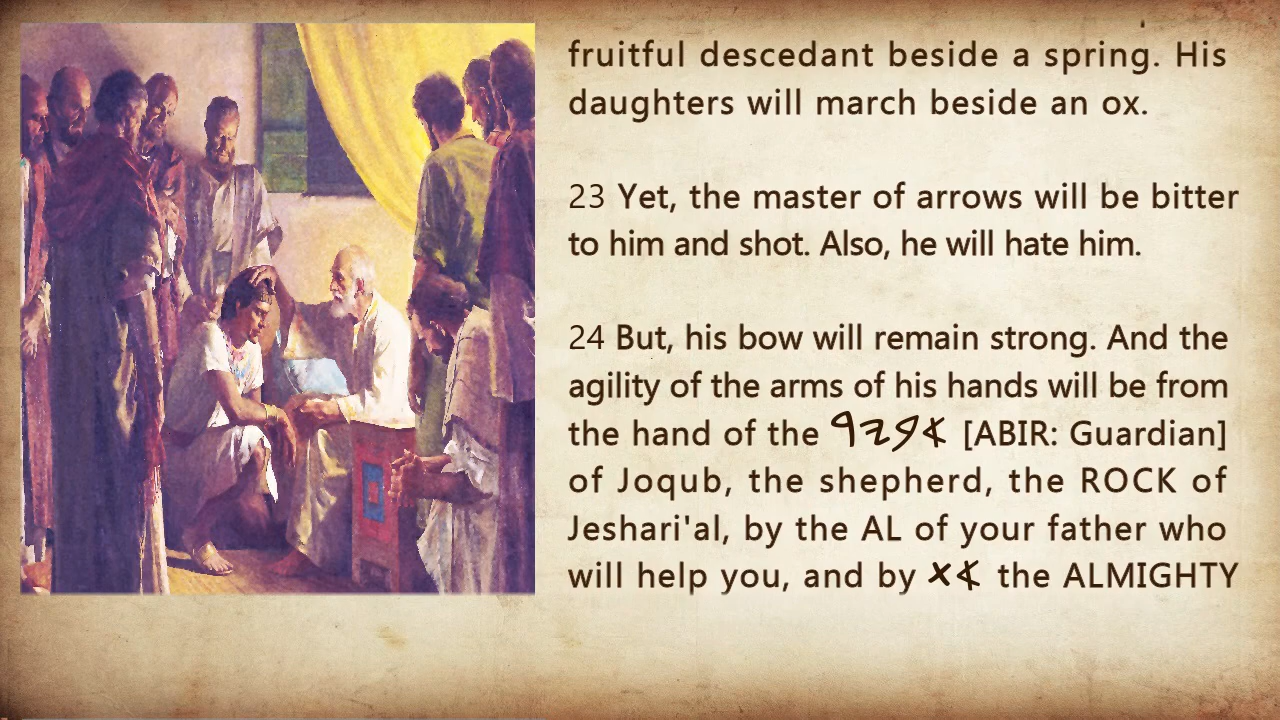 fruitful descedant beside a spring. His
daughters will march beside an ox.
23 Yet, the master of arrows will be bitter
to him and shot. Also, he will hate him.
24 But, his bow will remain strong. And the
agility of the arms of his hands will be from
the hand of the 𐤀𐤁𐤉𐤓 [ABIR: Guardian]
of Joqub, the shepherd, the ROCK of
Jeshari'al, by the AL of your father who
will help you, and by 𐤀𐤕 the ALMIGHTY